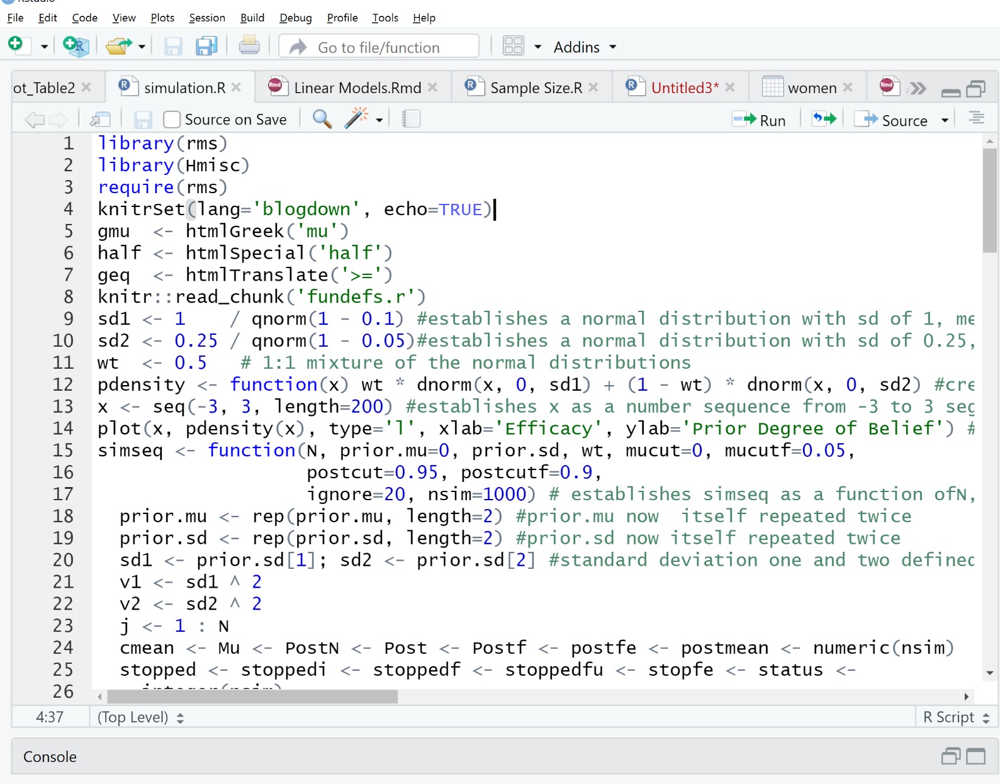 RStudio
File Edit Code View Plots Session Build Debug Profile Tools Help
Go to file/function Addins
ot_Table2 simulation.R Linear Models.Rmd Sample Size.R Untitled3* women
Source on Save Run Source
1 library(rms)
2 library(Hmisc)
3 require(rms)
4 knitrSet(lang='blogdown', echo=TRUE)
5 gmu  <- htmlGreek('mu')
6 half <- htmlSpecial('half')
7 geq  <- htmlTranslate('>=')
8 knitr::read_chunk('fundefs.r')
9 sd1 <- 1    / qnorm(1 - 0.1) #establishes a normal distribution with sd of 1, me
10 sd2 <- 0.25 / qnorm(1 - 0.05)#establishes a normal distribution with sd of 0.25,
11 wt  <- 0.5   # 1:1 mixture of the normal distributions
12 pdensity <- function(x) wt * dnorm(x, 0, sd1) + (1 - wt) * dnorm(x, 0, sd2) #cre
13 x <- seq(-3, 3, length=200) #establishes x as a number sequence from -3 to 3 seg
14 plot(x, pdensity(x), type='l', xlab='Efficacy', ylab='Prior Degree of Belief') #
15 simseq <- function(N, prior.mu=0, prior.sd, wt, mucut=0, mucutf=0.05,
16                    postcut=0.95, postcutf=0.9,
17                    ignore=20, nsim=1000) # establishes simseq as a function ofN,
18   prior.mu <- rep(prior.mu, length=2) #prior.mu now  itself repeated twice
19   prior.sd <- rep(prior.sd, length=2) #prior.sd now itself repeated twice
20   sd1 <- prior.sd[1]; sd2 <- prior.sd[2] #standard deviation one and two defined
21   v1 <- sd1 ^ 2
22   v2 <- sd2 ^ 2
23   j <- 1 : N
24   cmean <- Mu <- PostN <- Post <- Postf <- postfe <- postmean <- numeric(nsim)
25   stopped <- stoppedi <- stoppedf <- stoppedfu <- stopfe <- status <-
26     integer(nsim)
4:37 (Top Level) R Script
Console